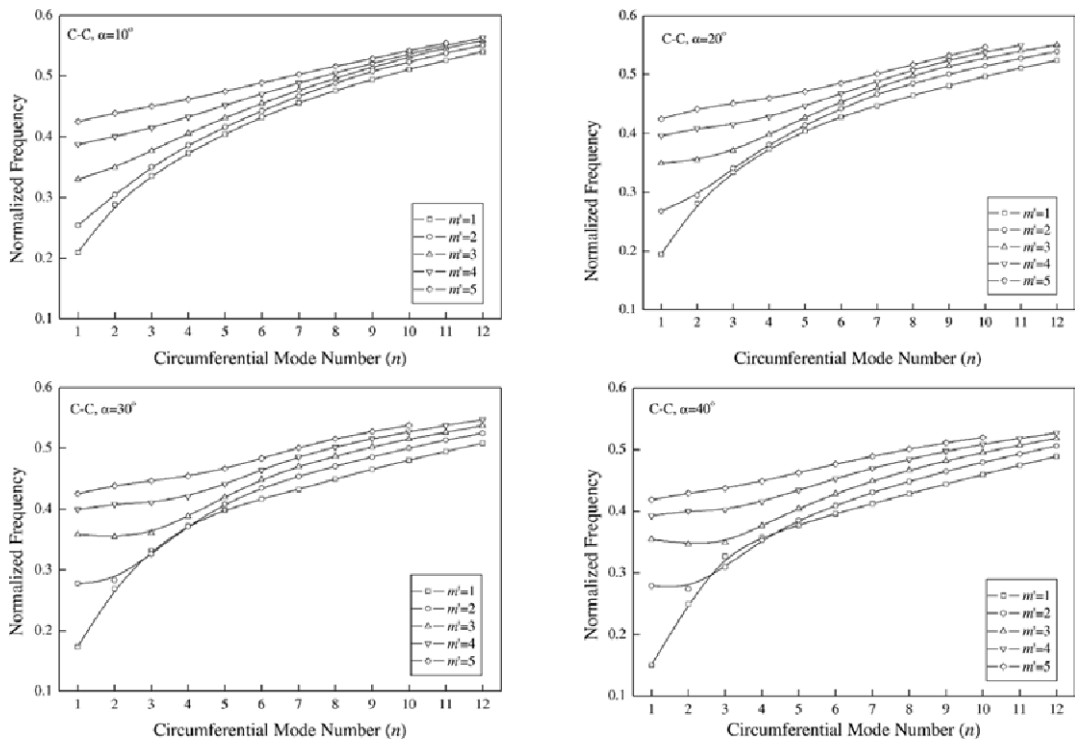 C-C, α=10°
0.6
0.5
0.4
0.3
0.2
0.1
Normalized Frequency
m'=1
m'=2
m'=3
m'=4
m'=5
1 2 3 4 5 6 7 8 9 10 11 12
Circumferential Mode Number (n)
C-C, α=20°
0.6
0.5
0.4
0.3
0.2
0.1
Normalized Frequency
m'=1
m'=2
m'=3
m'=4
m'=5
1 2 3 4 5 6 7 8 9 10 11 12
Circumferential Mode Number (n)
C-C, α=30°
0.6
0.5
0.4
0.3
0.2
0.1
Normalized Frequency
m'=1
m'=2
m'=3
m'=4
m'=5
1 2 3 4 5 6 7 8 9 10 11 12
Circumferential Mode Number (n)
C-C, α=40°
0.6
0.5
0.4
0.3
0.2
0.1
Normalized Frequency
m'=1
m'=2
m'=3
m'=4
m'=5
1 2 3 4 5 6 7 8 9 10 11 12
Circumferential Mode Number (n)